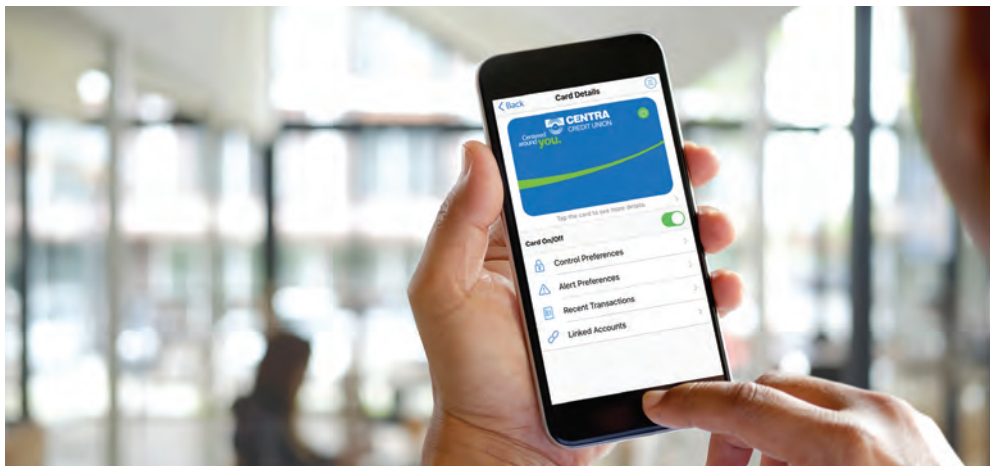 Back
Card Details
CENTRA
CREDIT UNION
Centered
around you.
Tap the card to see more details.
Card On/Off
Control Preferences
Alert Preferences
Recent Transactions
Linked Accounts